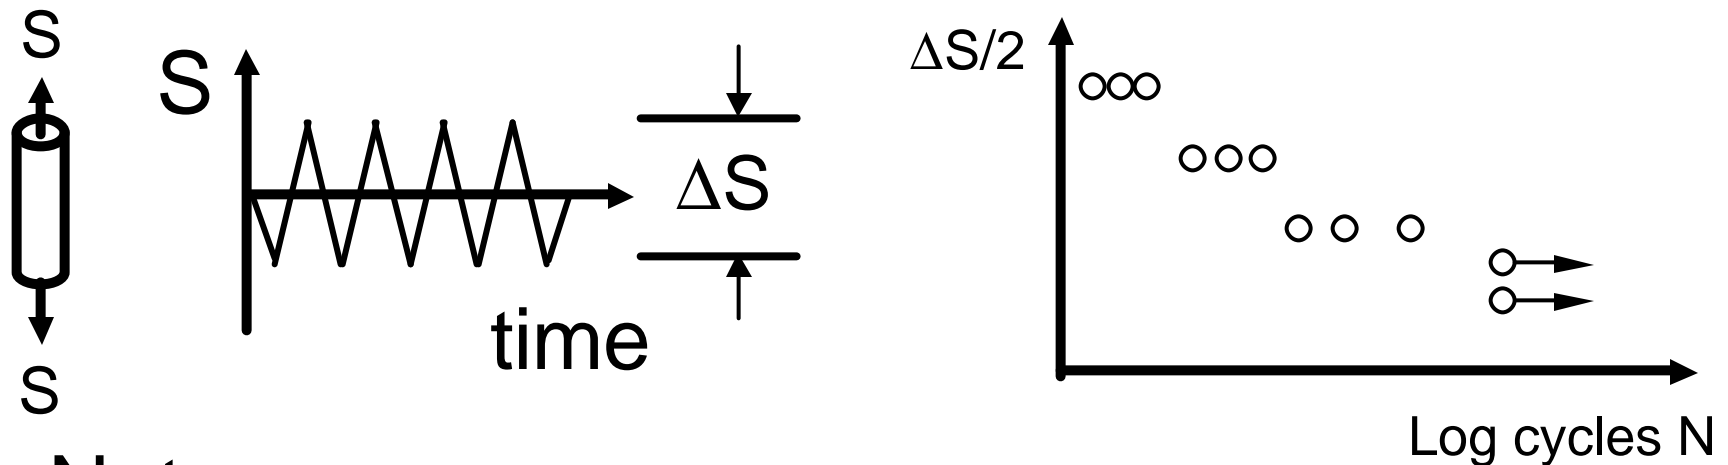 S
S
S
time
ΔS
ΔS/2
Log cycles N